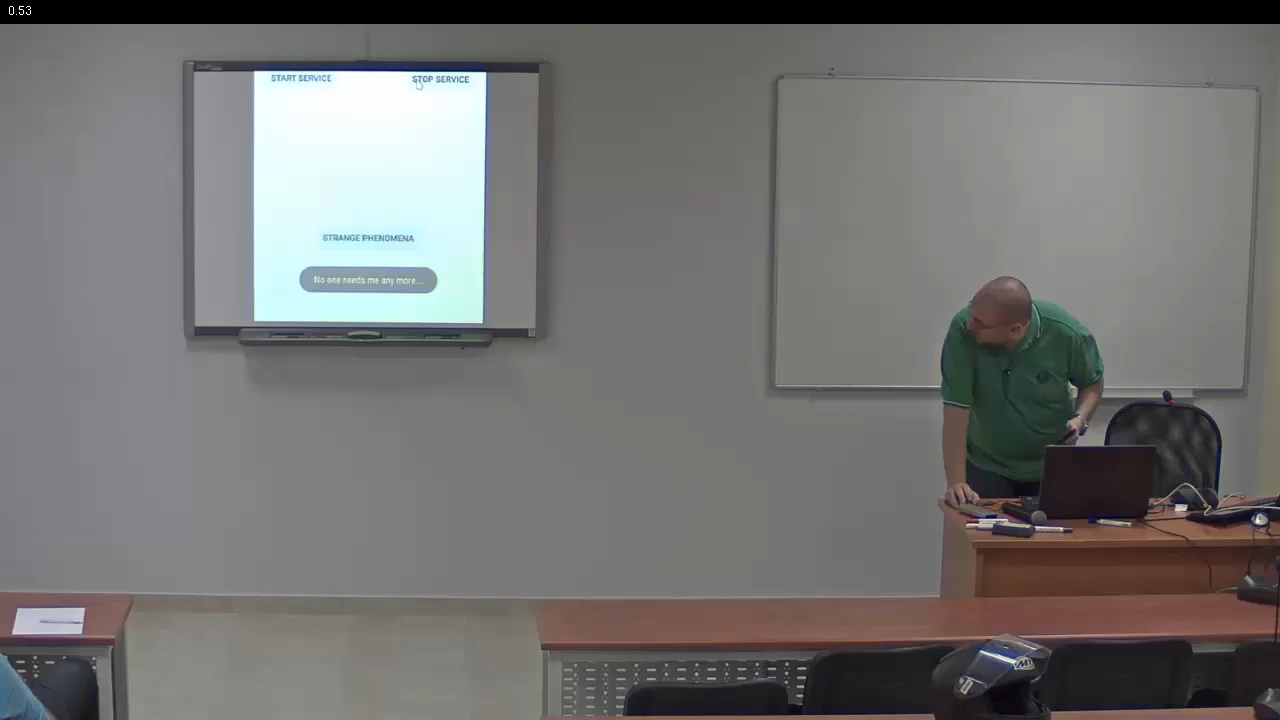 0.53
START SERVICE
STOP SERVICE
STRANGE PHENOMENA
No one needs me any more...